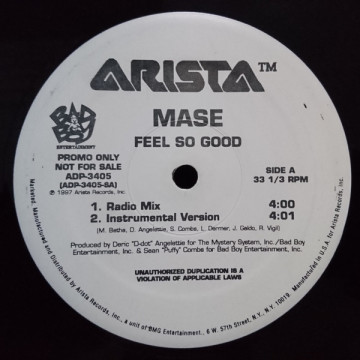 ARISTA™
BAD BOY
ENTERTAINMENT
MASE
FEEL SO GOOD
PROMO ONLY
NOT FOR SALE
ADP-3405
(ADP-3405-SA)
℗ 1997 Arista Records, Inc.
SIDE A
33 1/3 RPM
1. Radio Mix 4:00
2. Instrumental Version 4:01
(M. Betha, D. Angelettie, S. Combs, L. Dermer, J. Galdo, R. Vigil)
Produced by Deric "D-dot" Angelettie for The Mystery System, Inc./Bad Boy
Entertainment, Inc. & Sean "Puffy" Combs for Bad Boy Entertainment, Inc.
UNAUTHORIZED DUPLICATION IS A
VIOLATION OF APPLICABLE LAWS
Marketed, Manufactured and Distributed by Arista Records, Inc., a unit of BMG Entertainment, 6 W. 57th Street, N.Y., N.Y. 10019. Manufactured in U.S.A. for Arista Records, Inc.